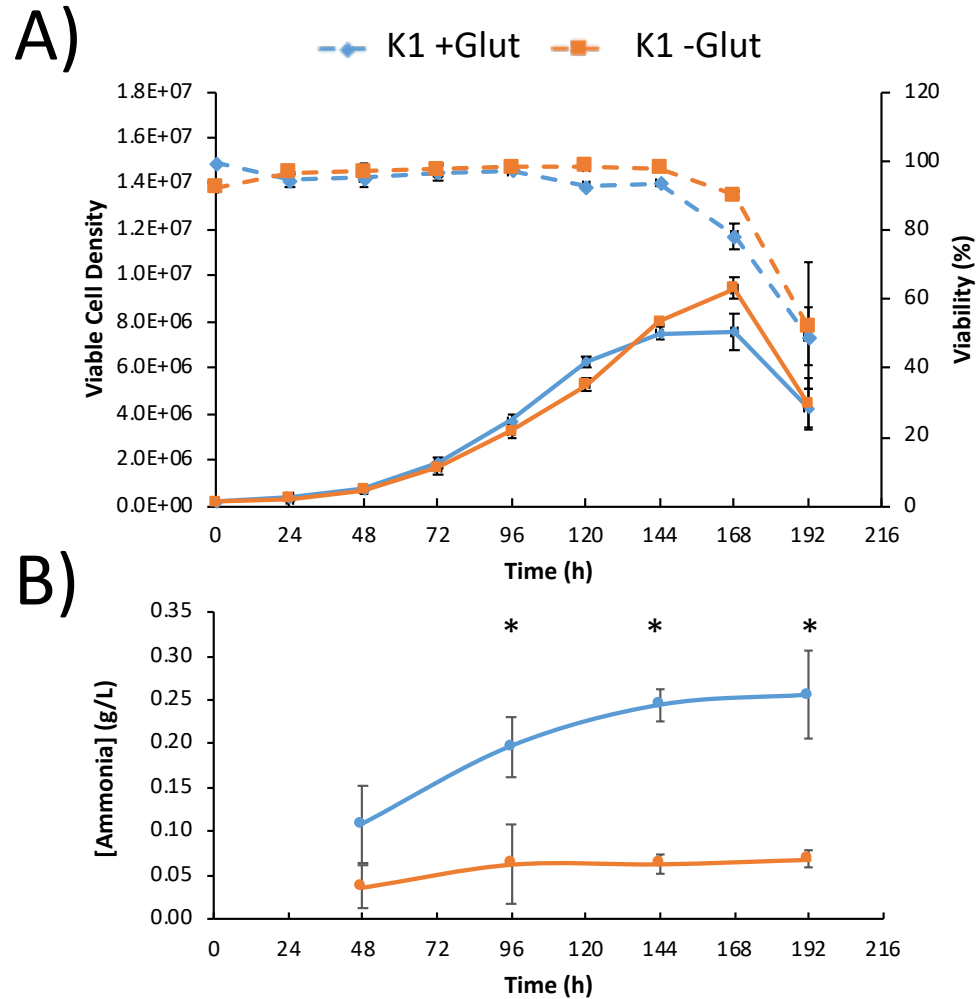 A)
K1 +Glut K1 -Glut
1.8E+07 120
1.6E+07
1.4E+07 100
1.2E+07 80
1.0E+07
8.0E+06 60
6.0E+06 40
4.0E+06
2.0E+06 20
0.0E+00 0
Viable Cell Density
Viability (%)
0 24 48 72 96 120 144 168 192 216
Time (h)
B)
0.35
* * *
0.30
0.25
0.20
0.15
0.10
0.05
0.00
[Ammonia] (g/L)
0 24 48 72 96 120 144 168 192 216
Time (h)